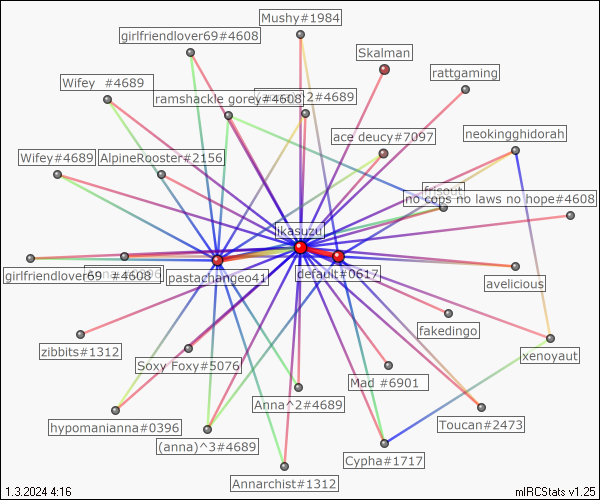 Mushy#1984
girlfriendlover69#4608
Skalman
rattgaming
Wifey #4689
ramshackle gorey#4608
^2#4689
ace deucy#7097
neokingghidorah
Wifey#4689
AlpineRooster#2156
frisout
no cops no laws no hope#4608
ikasuzu
girlfriendlover69 #4608
pastachangeo41
default#0617
avelicious
fakedingo
zibbits#1312
xenoyaut
Soxy Foxy#5076
Mad #6901
Anna^2#4689
hypomanianna#0396
Toucan#2473
(anna)^3#4689
Cypha#1717
Annarchist#1312
1.3.2024 4:16
mIRCStats v1.25